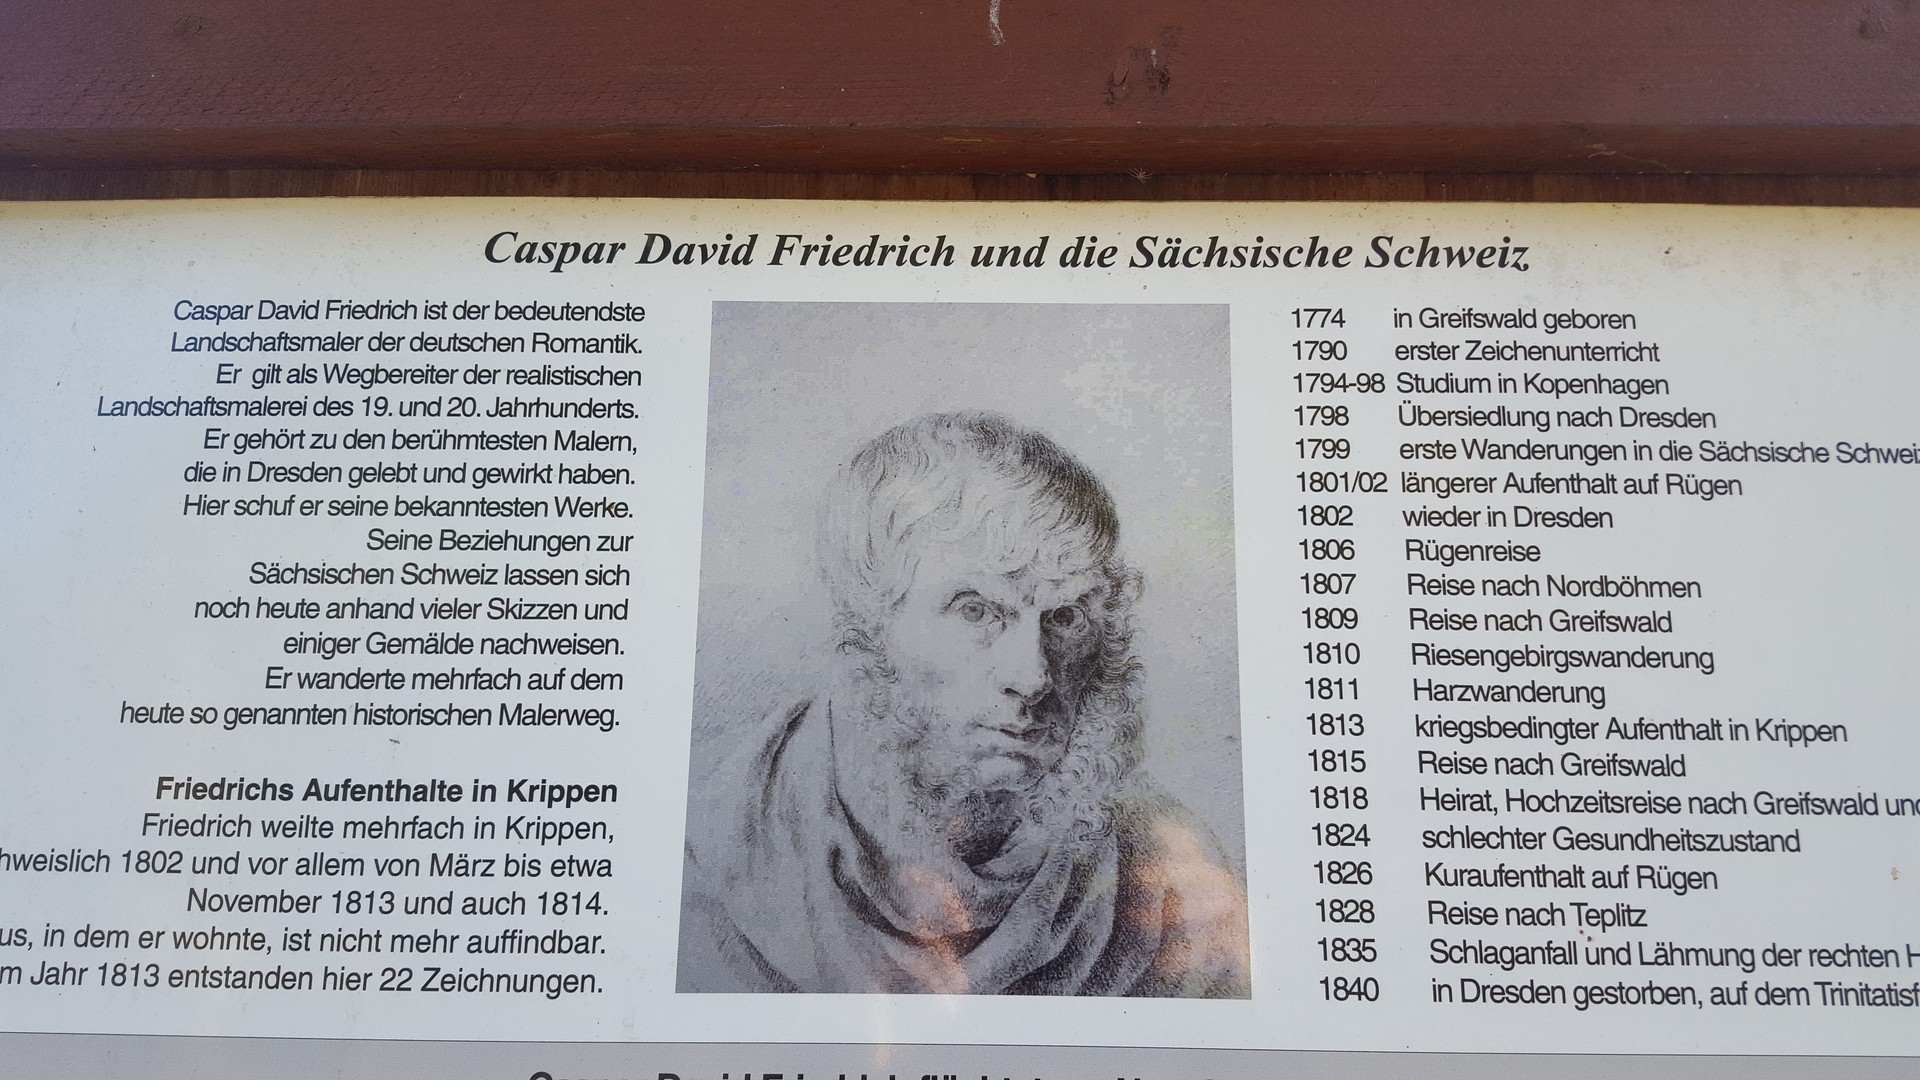 Caspar David Friedrich und die Sächsische Schweiz
Caspar David Friedrich ist der bedeutendste
Landschaftsmaler der deutschen Romantik.
Er gilt als Wegbereiter der realistischen
Landschaftsmalerei des 19. und 20. Jahrhunderts.
Er gehört zu den berühmtesten Malern,
die in Dresden gelebt und gewirkt haben.
Hier schuf er seine bekanntesten Werke.
Seine Beziehungen zur
Sächsischen Schweiz lassen sich
noch heute anhand vieler Skizzen und
einiger Gemälde nachweisen.
Er wanderte mehrfach auf dem
heute so genannten historischen Malerweg.
Friedrichs Aufenthalte in Krippen
Friedrich weilte mehrfach in Krippen,
hweislich 1802 und vor allem von März bis etwa
November 1813 und auch 1814.
us, in dem er wohnte, ist nicht mehr auffindbar.
m Jahr 1813 entstanden hier 22 Zeichnungen.
1774 in Greifswald geboren
1790 erster Zeichenunterricht
1794-98 Studium in Kopenhagen
1798 Übersiedlung nach Dresden
1799 erste Wanderungen in die Sächsische Schweiz
1801/02 längerer Aufenthalt auf Rügen
1802 wieder in Dresden
1806 Rügenreise
1807 Reise nach Nordböhmen
1809 Reise nach Greifswald
1810 Riesengebirgswanderung
1811 Harzwanderung
1813 kriegsbedingter Aufenthalt in Krippen
1815 Reise nach Greifswald
1818 Heirat, Hochzeitsreise nach Greifswald und
1824 schlechter Gesundheitszustand
1826 Kuraufenthalt auf Rügen
1828 Reise nach Teplitz
1835 Schlaganfall und Lähmung der rechten H
1840 in Dresden gestorben, auf dem Trinitatisf
Caspar David Friedrich